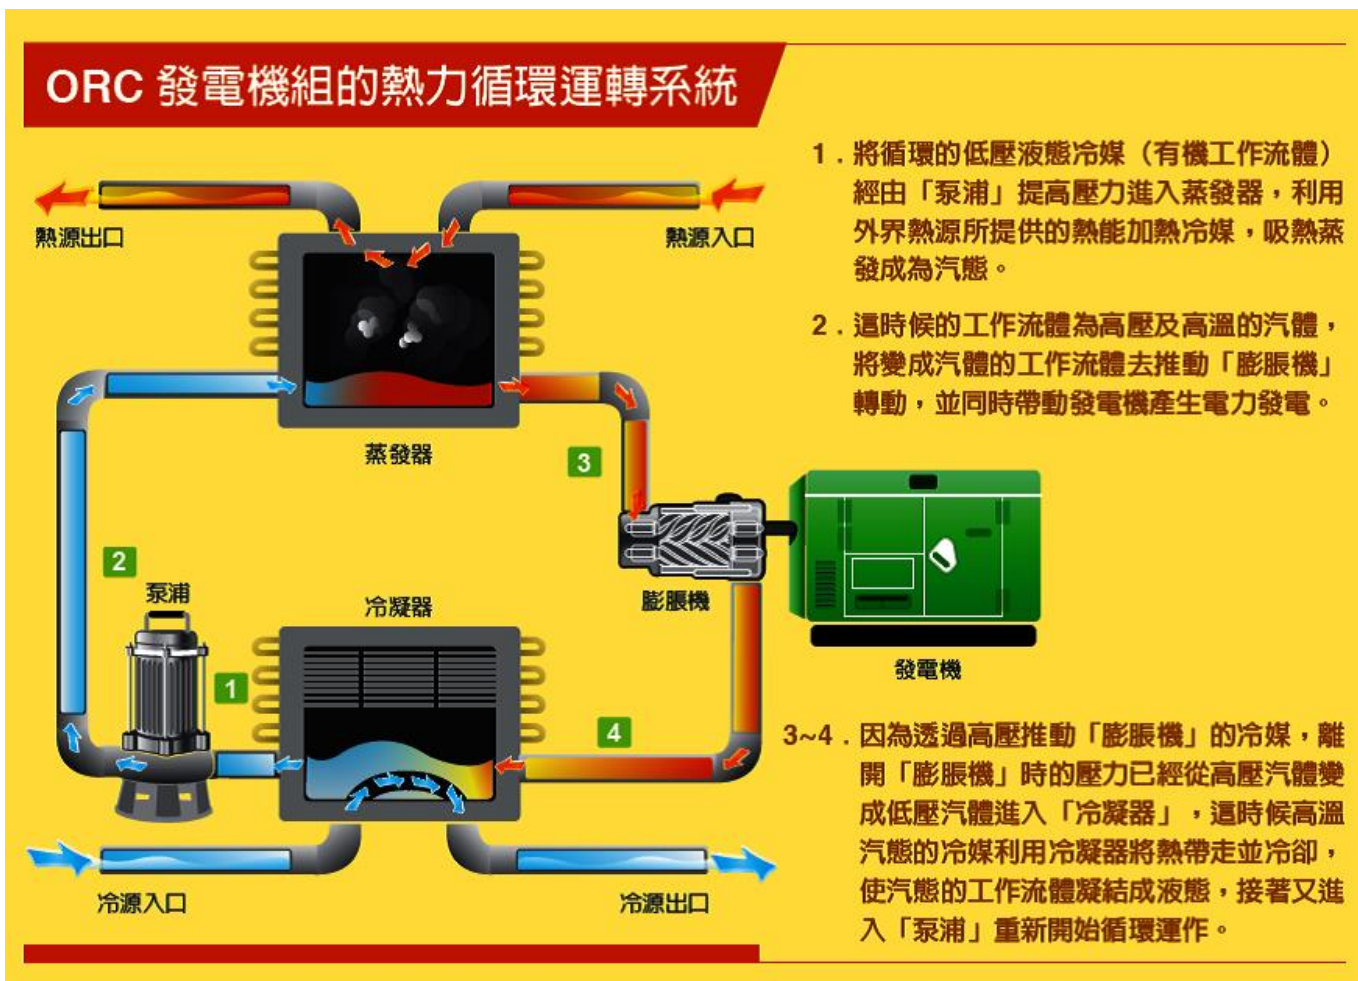 ORC 發電機組的熱力循環運轉系統
熱源出口
熱源入口
蒸發器
3
2
泵浦
冷凝器
膨脹機
1
4
發電機
冷源入口
冷源出口
1 . 將循環的低壓液態冷媒（有機工作流體）
經由「泵浦」提高壓力進入蒸發器，利用
外界熱源所提供的熱能加熱冷媒，吸熱蒸
發成為汽態。
2 . 這時候的工作流體為高壓及高溫的汽體，
將變成汽體的工作流體去推動「膨脹機」
轉動，並同時帶動發電機產生電力發電。
3~4 . 因為透過高壓推動「膨脹機」的冷媒，離
開「膨脹機」時的壓力已經從高壓汽體變
成低壓汽體進入「冷凝器」，這時候高溫
汽態的冷媒利用冷凝器將熱帶走並冷卻，
使汽態的工作流體凝結成液態，接著又進
入「泵浦」重新開始循環運作。